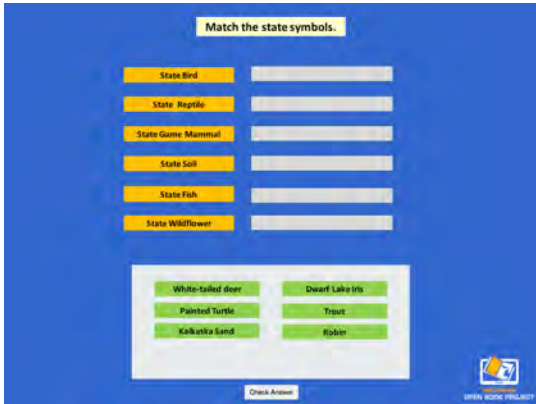 Match the state symbols.
State Bird
State Reptile
State Game Mammal
State Soil
State Fish
State Wildflower
White-tailed deer
Dwarf Lake Iris
Painted Turtle
Trout
Kalkaska Sand
Robin
Check Answer
OPEN BOOK PROJECT